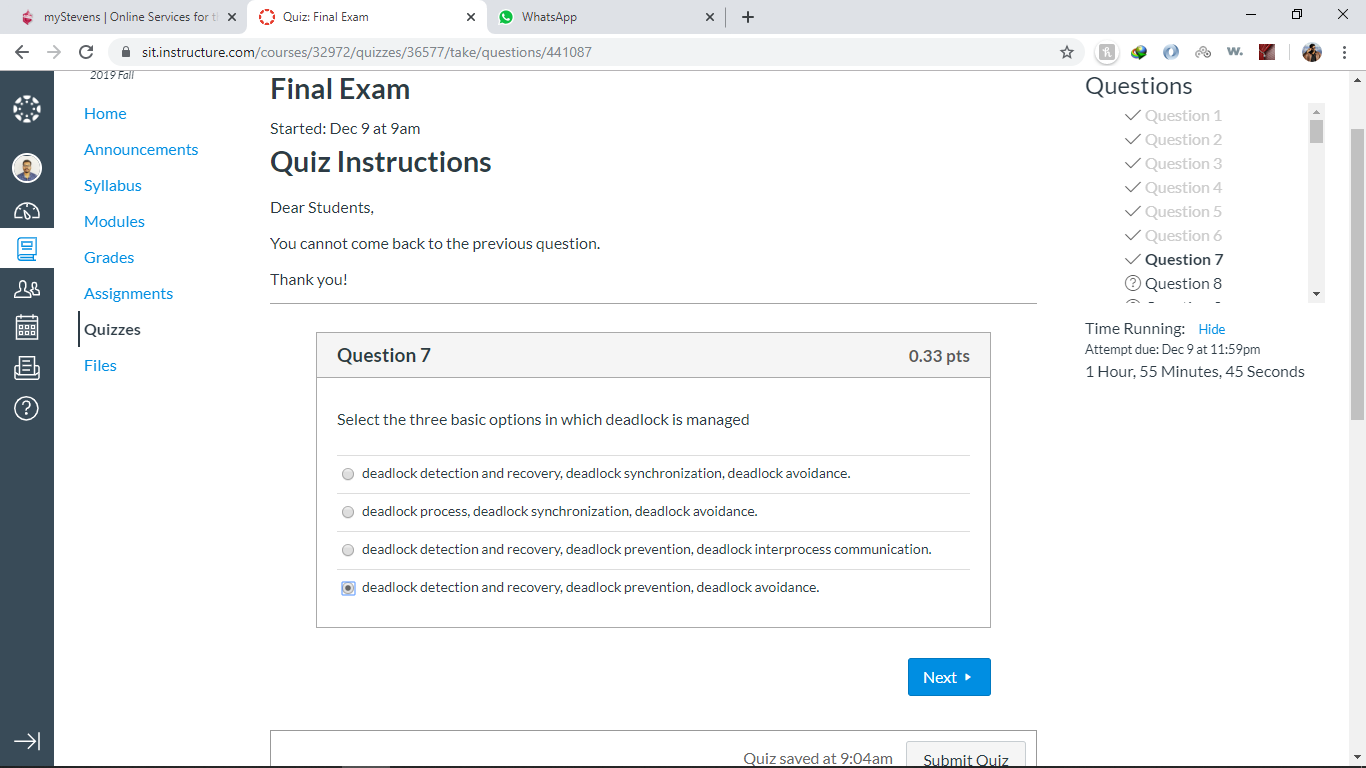 myStevens | Online Services for t
Quiz: Final Exam
WhatsApp
sit.instructure.com/courses/32972/quizzes/36577/take/questions/441087
2019 Fall
Home
Announcements
Syllabus
Modules
Grades
Assignments
Quizzes
Files
Final Exam
Started: Dec 9 at 9am
Quiz Instructions
Dear Students,
You cannot come back to the previous question.
Thank you!
Question 7 0.33 pts
Select the three basic options in which deadlock is managed
deadlock detection and recovery, deadlock synchronization, deadlock avoidance.
deadlock process, deadlock synchronization, deadlock avoidance.
deadlock detection and recovery, deadlock prevention, deadlock interprocess communication.
deadlock detection and recovery, deadlock prevention, deadlock avoidance.
Next
Quiz saved at 9:04am Submit Quiz
Questions
Question 1
Question 2
Question 3
Question 4
Question 5
Question 6
Question 7
Question 8
Time Running: Hide
Attempt due: Dec 9 at 11:59pm
1 Hour, 55 Minutes, 45 Seconds